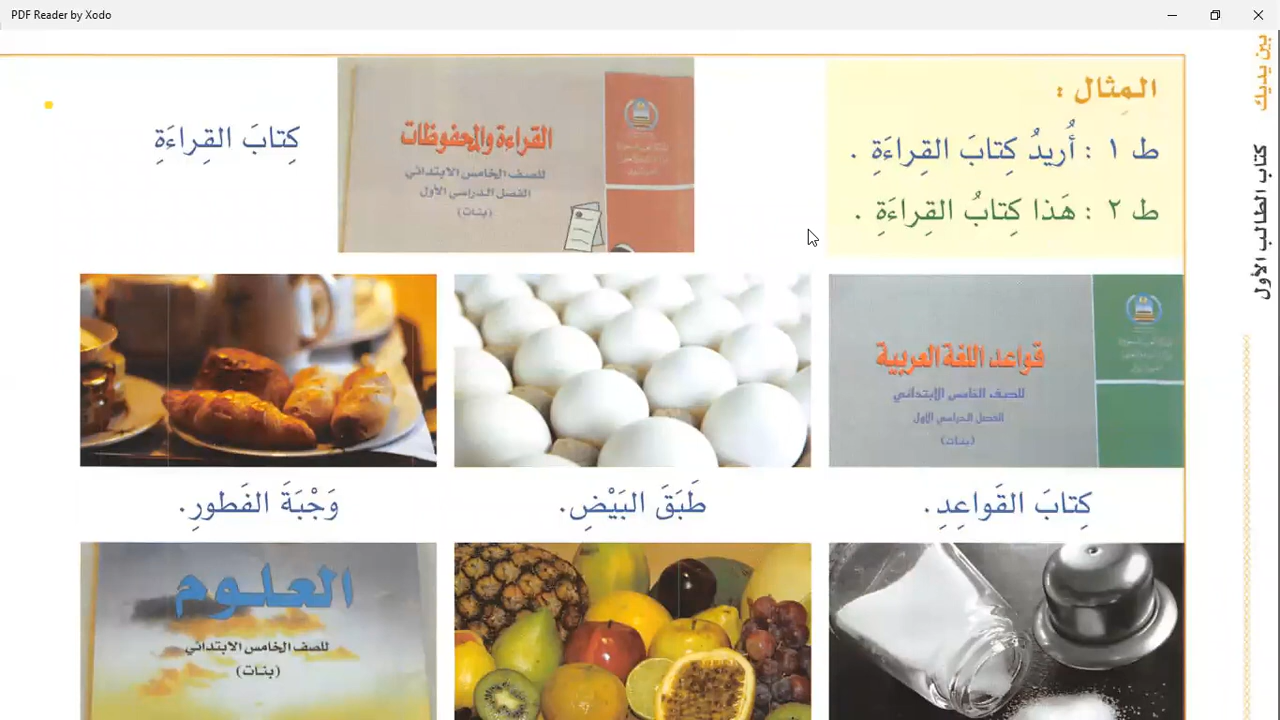 PDF Reader by Xodo
بين يديك
كتاب الطالب الأول
المِثال :
ط ١ : أُريدُ كِتابَ القِراءَةِ .
ط ٢ : هَذا كِتابُ القِراءَةِ .
القراءة والمحفوظات
للصف الخامس الابتدائي
الفصل الدراسي الأول
(بنات)
كِتابَ القِراءَةِ
قواعد اللغة العربية
للصف الخامس الابتدائي
الفصل الدراسي الأول
(بنات)
كِتابَ القَواعِدِ .
طَبَقَ البَيْضِ .
وَجْبَةَ الفَطورِ .
العلوم
للصف الخامس الابتدائي
(بنات)